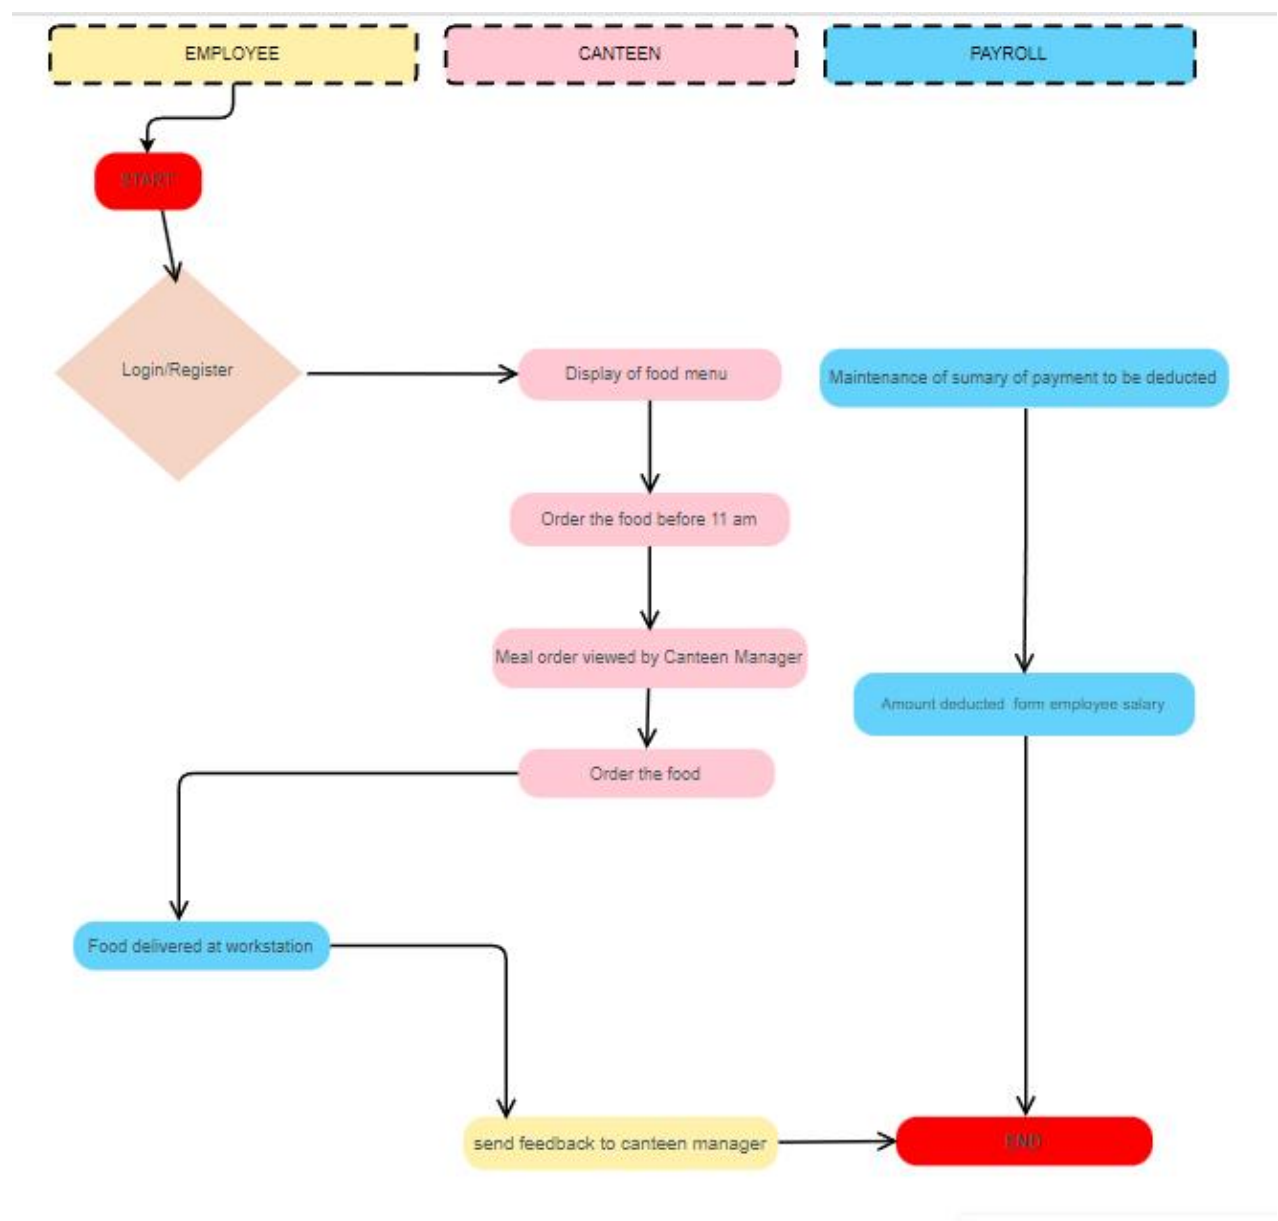 EMPLOYEE
CANTEEN
PAYROLL
START
Login/Register
Display of food menu
Maintenance of sumary of payment to be deducted
Order the food before 11 am
Meal order viewed by Canteen Manager
Amount deducted form employee salary
Order the food
Food delivered at workstation
send feedback to canteen manager
END